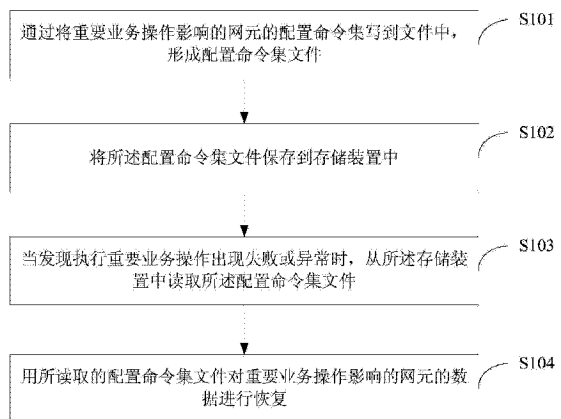 通过将重要业务操作影响的网元的配置命令集写到文件中，
形成配置命令集文件
S101
将所述配置命令集文件保存到存储装置中
S102
当发现执行重要业务操作出现失败或异常时，从所述存储装
置中读取所述配置命令集文件
S103
用所读取的配置命令集文件对重要业务操作影响的网元的数
据进行恢复
S104